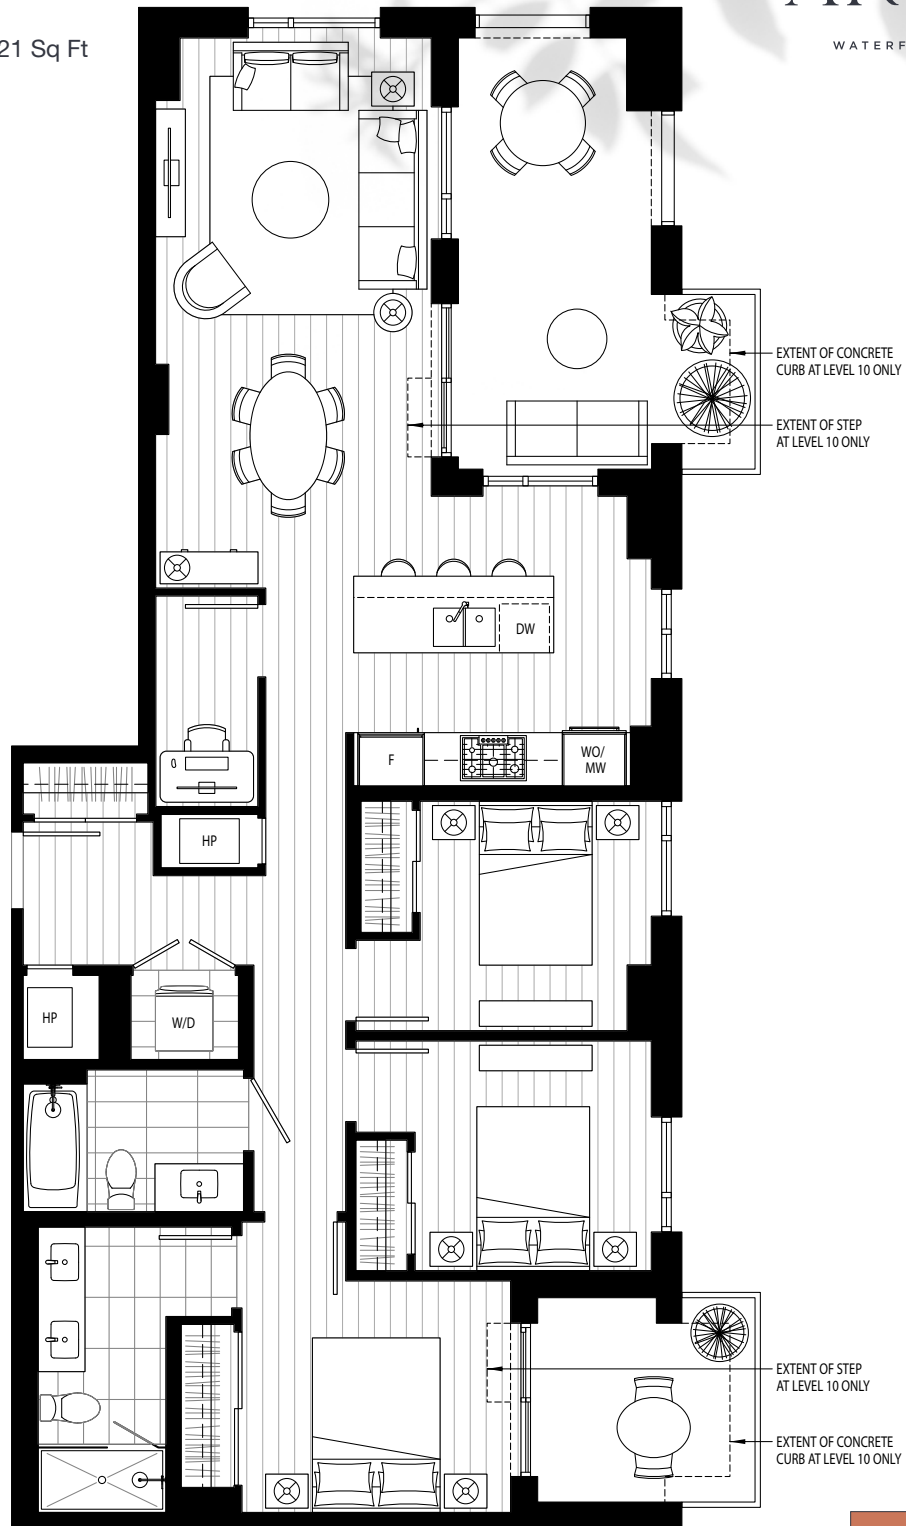 21 Sq Ft
EXTENT OF CONCRETE
CURB AT LEVEL 10 ONLY
EXTENT OF STEP
AT LEVEL 10 ONLY
DW
F
WO/
MW
HP
HP
W/D
EXTENT OF STEP
AT LEVEL 10 ONLY
EXTENT OF CONCRETE
CURB AT LEVEL 10 ONLY